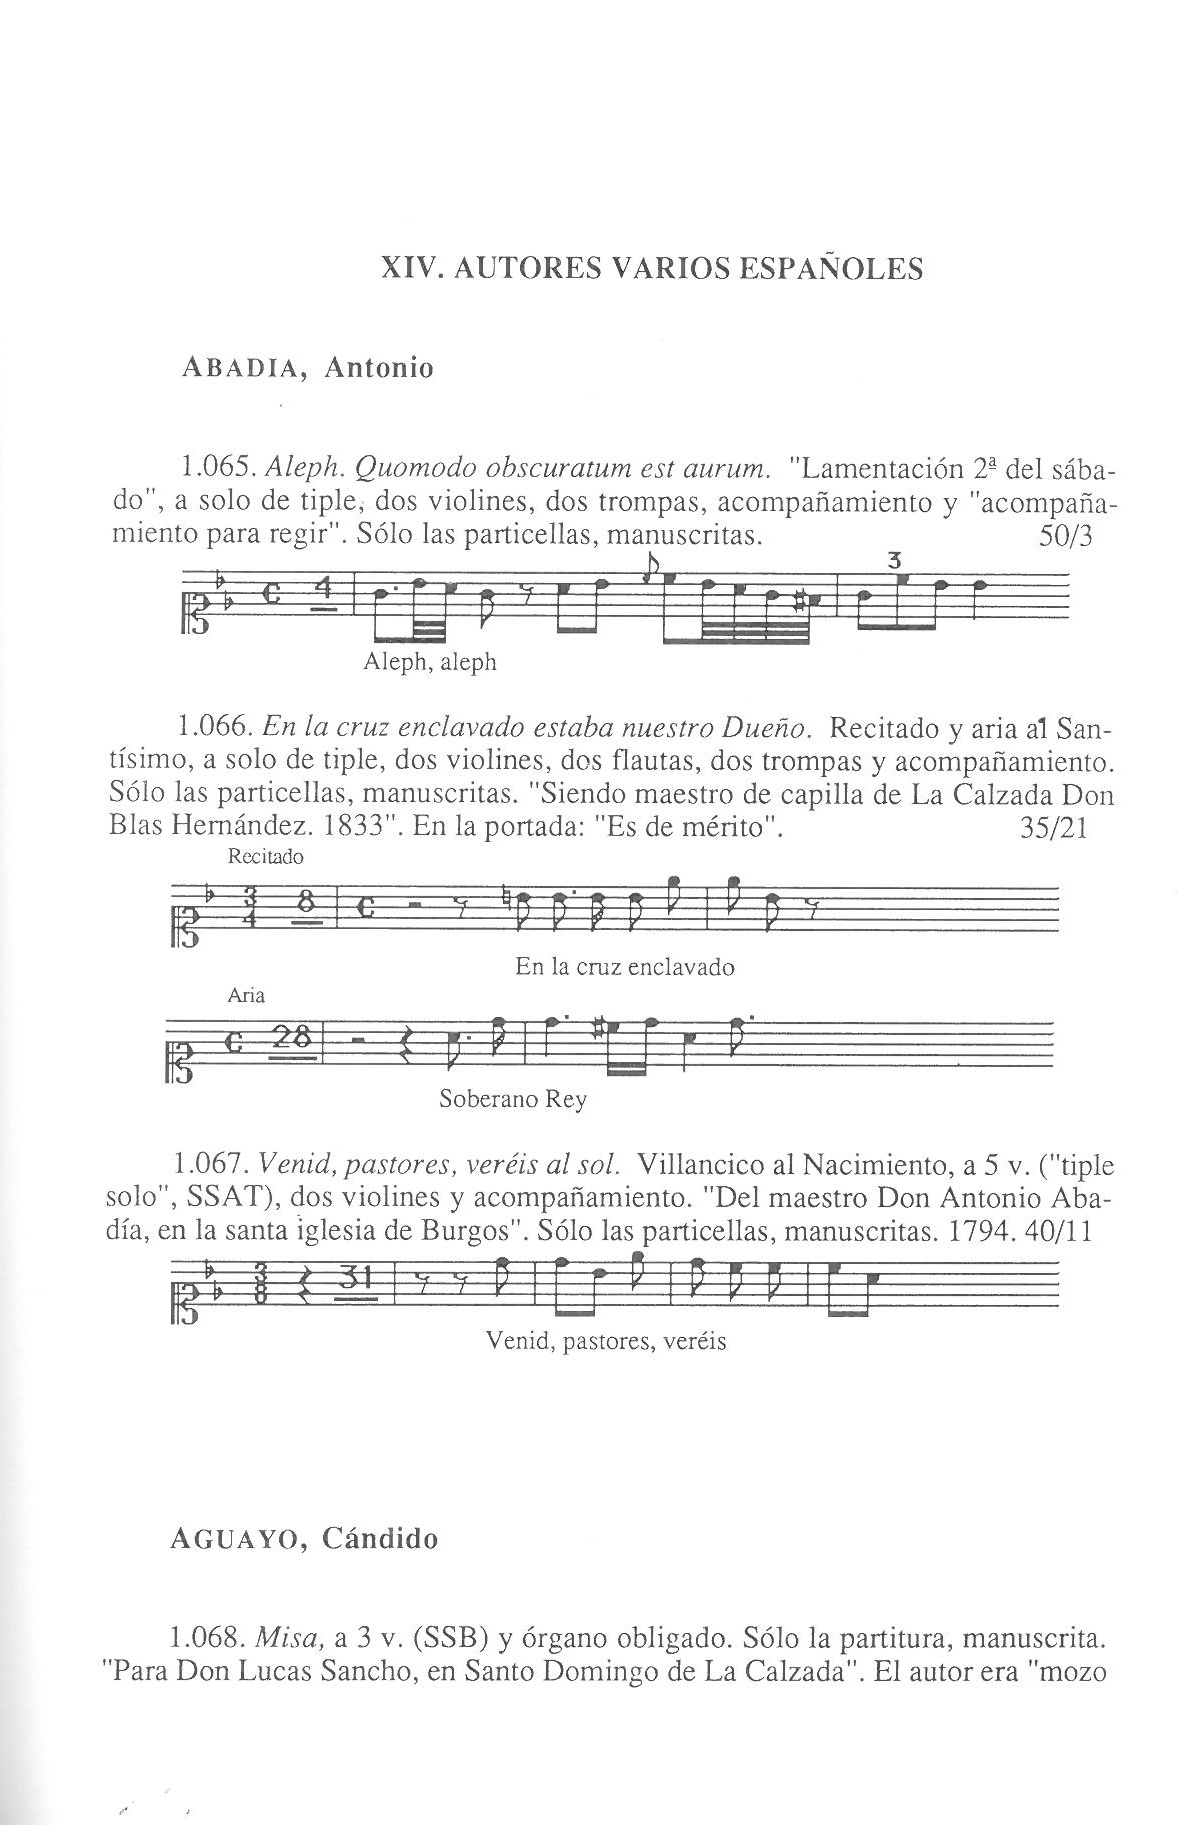 XIV. AUTORES VARIOS ESPAÑOLES
ABADIA, Antonio
1.065. Aleph. Quomodo obscuratum est aurum. "Lamentación 2ª del sába-
do", a solo de tiple, dos violines, dos trompas, acompañamiento y "acompaña-
miento para regir". Sólo las particellas, manuscritas. 50/3
3
4
Aleph, aleph
1.066. En la cruz enclavado estaba nuestro Dueño. Recitado y aria al San-
tísimo, a solo de tiple, dos violines, dos flautas, dos trompas y acompañamiento.
Sólo las particellas, manuscritas. "Siendo maestro de capilla de La Calzada Don
Blas Hernández. 1833". En la portada: "Es de mérito". 35/21
Recitado
3 8
4
En la cruz enclavado
Aria
28
Soberano Rey
1.067. Venid, pastores, veréis al sol. Villancico al Nacimiento, a 5 v. ("tiple
solo", SSAT), dos violines y acompañamiento. "Del maestro Don Antonio Aba-
día, en la santa iglesia de Burgos". Sólo las particellas, manuscritas. 1794. 40/11
3 31
8
Venid, pastores, veréis
AGUAYO, Cándido
1.068. Misa, a 3 v. (SSB) y órgano obligado. Sólo la partitura, manuscrita.
"Para Don Lucas Sancho, en Santo Domingo de La Calzada". El autor era "mozo